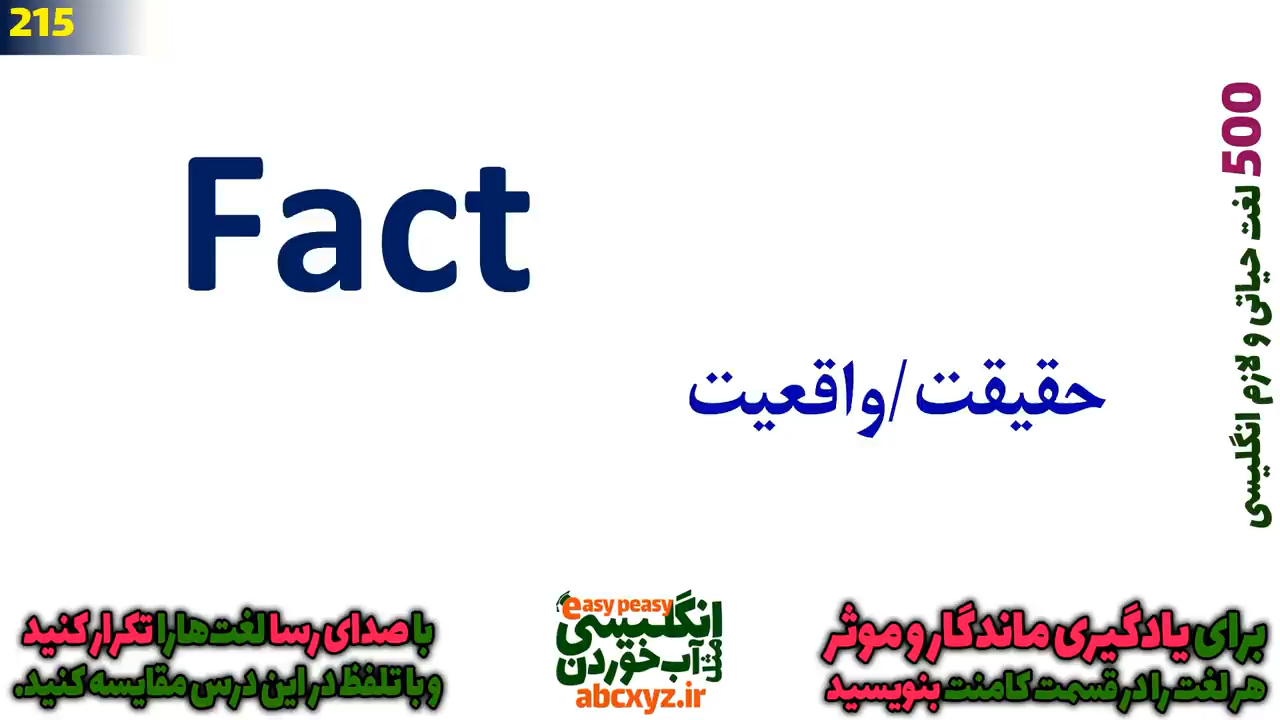 215
Fact
حقیقت/واقعیت
500 لغت حیاتی و لازم انگلیسی
با صدای رسا لغت‌ها را تکرار کنید
و با تلفظ در این درس مقایسه کنید.
easy peasy
انگلیسی
مثل آب خوردن
abcxyz.ir
برای یادگیری ماندگار و موثر
هر لغت را در قسمت کامنت بنویسید